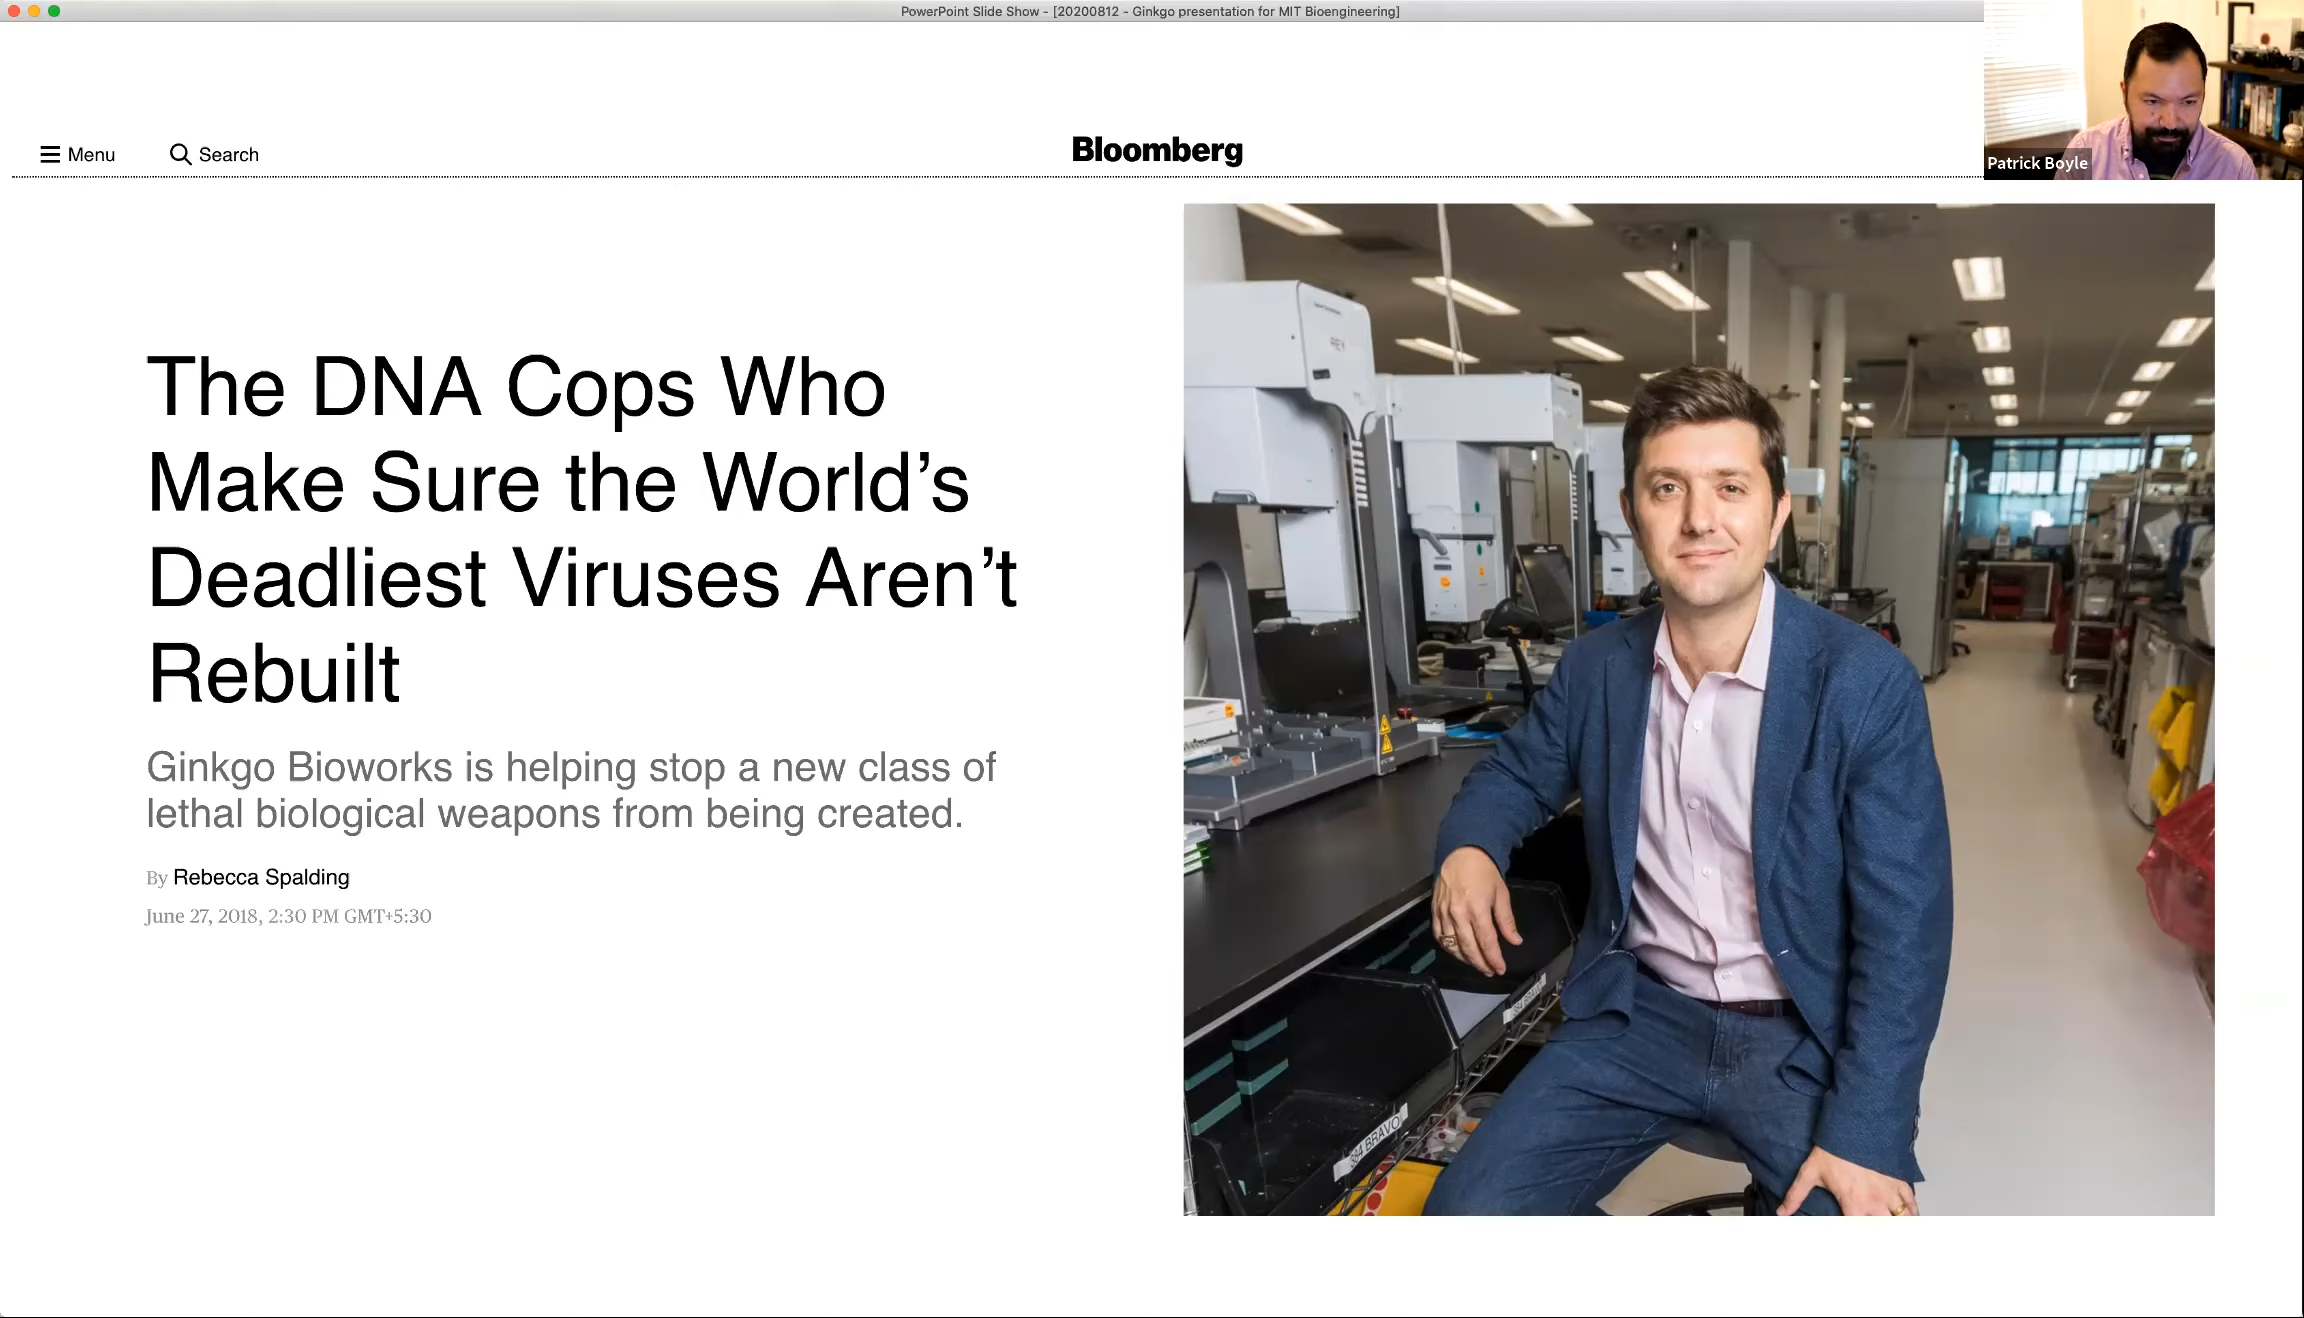 PowerPoint Slide Show - [20200812 - Ginkgo presentation for MIT Bioengineering]
Menu
Search
Bloomberg
Patrick Boyle
The DNA Cops Who
Make Sure the World’s
Deadliest Viruses Aren’t
Rebuilt
Ginkgo Bioworks is helping stop a new class of
lethal biological weapons from being created.
By Rebecca Spalding
June 27, 2018, 2:30 PM GMT+5:30
384 BRAVO